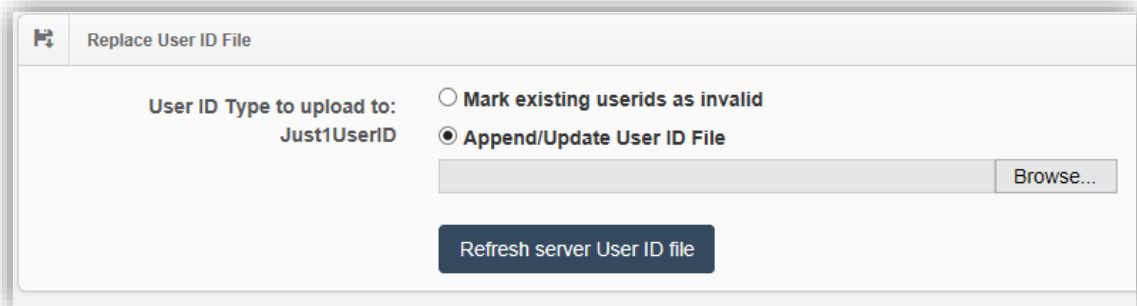 Replace User ID File
User ID Type to upload to:
Just1UserID
Mark existing userids as invalid
Append/Update User ID File
Browse...
Refresh server User ID file